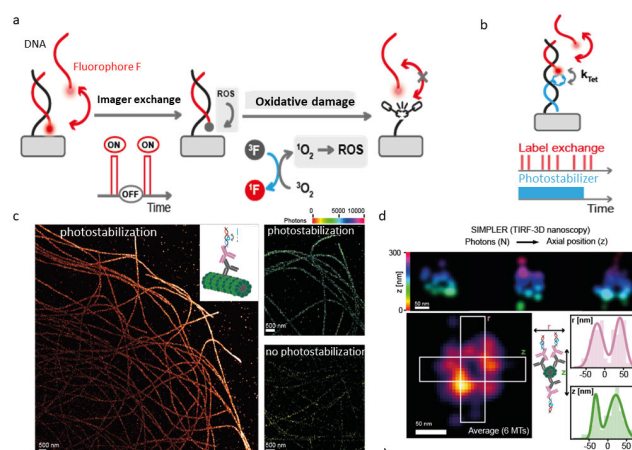 a
DNA
Fluorophore F
Imager exchange
ROS
Oxidative damage
ON
ON
OFF
Time
³F
¹F
¹O₂ → ROS
³O₂
b
kTet
Label exchange
Photostabilizer
Time
c
Photons
0
5000
10000
photostabilization
500 nm
photostabilization
500 nm
no photostabilization
500 nm
d
SIMPLER (TIRF-3D nanoscopy)
Photons (N) → Axial position (z)
300
z [nm]
0
50 nm
r
z
50 nm
Average (6 MTs)
r
z
r [nm]
-50 0 50
z [nm]
-50 0 50